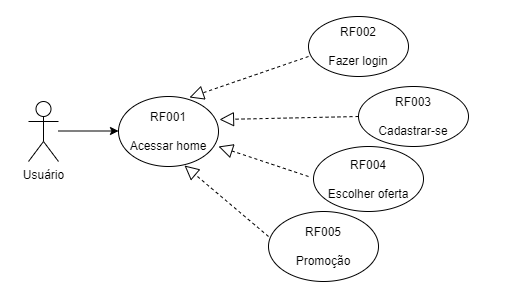 RF002
Fazer login
RF003
Cadastrar-se
RF001
Acessar home
Usuário
RF004
Escolher oferta
RF005
Promoção